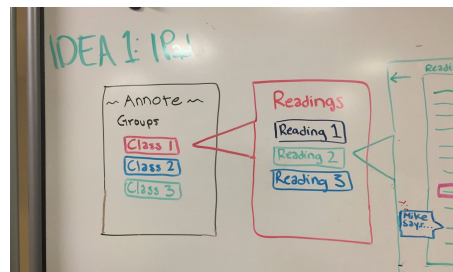 IDEA 1:
~ Annote ~
Groups
Class 1
Class 2
Class 3
Readings
Reading 1
Reading 2
Reading 3
Readi
Mike
says...